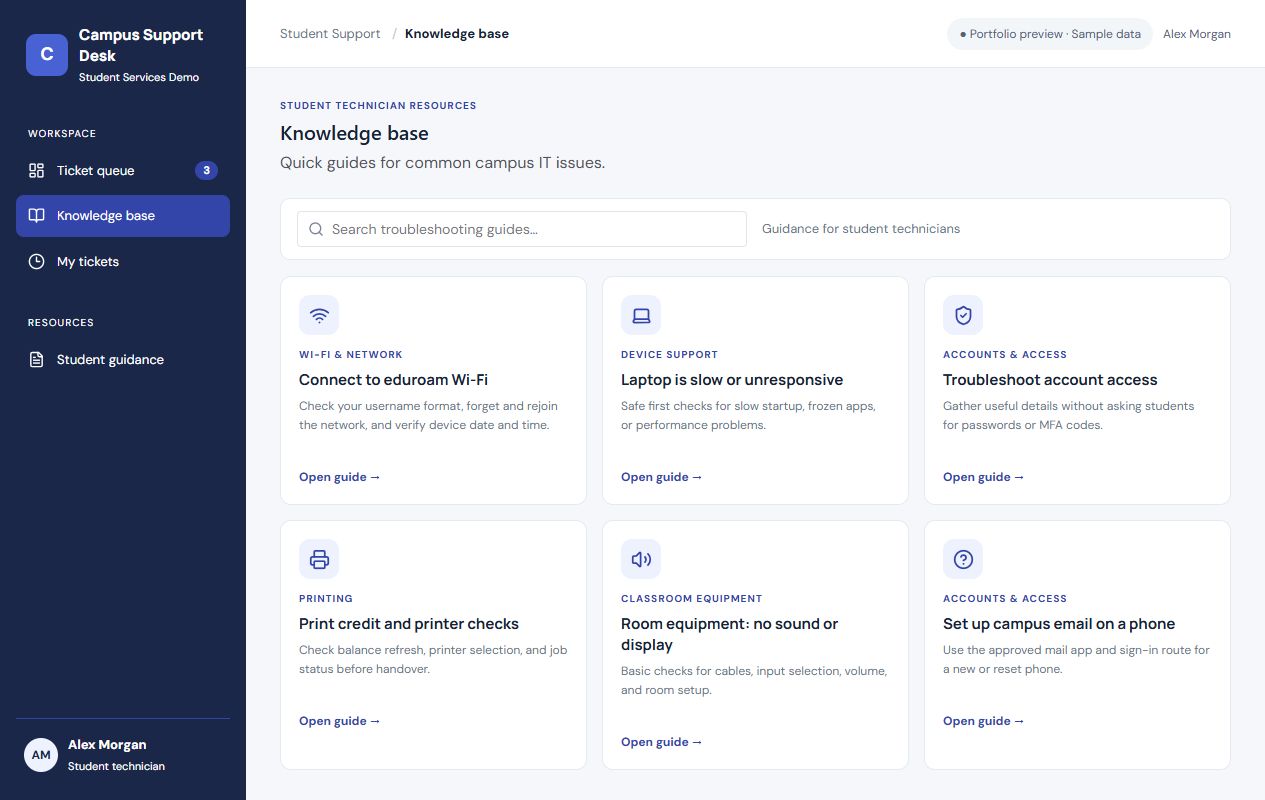 C
Campus Support
Desk
Student Services Demo
WORKSPACE
Ticket queue
3
Knowledge base
My tickets
RESOURCES
Student guidance
AM
Alex Morgan
Student technician
Student Support / Knowledge base
● Portfolio preview · Sample data
Alex Morgan
STUDENT TECHNICIAN RESOURCES
Knowledge base
Quick guides for common campus IT issues.
Search troubleshooting guides...
Guidance for student technicians
WI-FI & NETWORK
Connect to eduroam Wi-Fi
Check your username format, forget and rejoin
the network, and verify device date and time.
Open guide →
DEVICE SUPPORT
Laptop is slow or unresponsive
Safe first checks for slow startup, frozen apps,
or performance problems.
Open guide →
ACCOUNTS & ACCESS
Troubleshoot account access
Gather useful details without asking students
for passwords or MFA codes.
Open guide →
PRINTING
Print credit and printer checks
Check balance refresh, printer selection, and job
status before handover.
Open guide →
CLASSROOM EQUIPMENT
Room equipment: no sound or
display
Basic checks for cables, input selection, volume,
and room setup.
Open guide →
ACCOUNTS & ACCESS
Set up campus email on a phone
Use the approved mail app and sign-in route for
a new or reset phone.
Open guide →